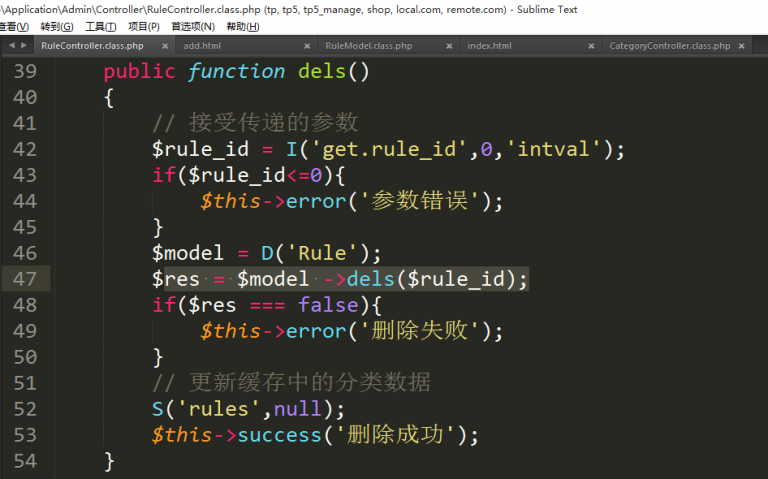 \Application\Admin\Controller\RuleController.class.php (tp, tp5, tp5_manage, shop, local.com, remote.com) - Sublime Text
查看(V) 转到(G) 工具(T) 项目(P) 首选项(N) 帮助(H)
RuleController.class.php × add.html × RuleModel.class.php × index.html × CategoryController.class.php ×
39 public function dels()
40 {
41 // 接受传递的参数
42 $rule_id = I('get.rule_id',0,'intval');
43 if($rule_id<=0){
44 $this->error('参数错误');
45 }
46 $model = D('Rule');
47 $res = $model ->dels($rule_id);
48 if($res === false){
49 $this->error('删除失败');
50 }
51 // 更新缓存中的分类数据
52 S('rules',null);
53 $this->success('删除成功');
54 }